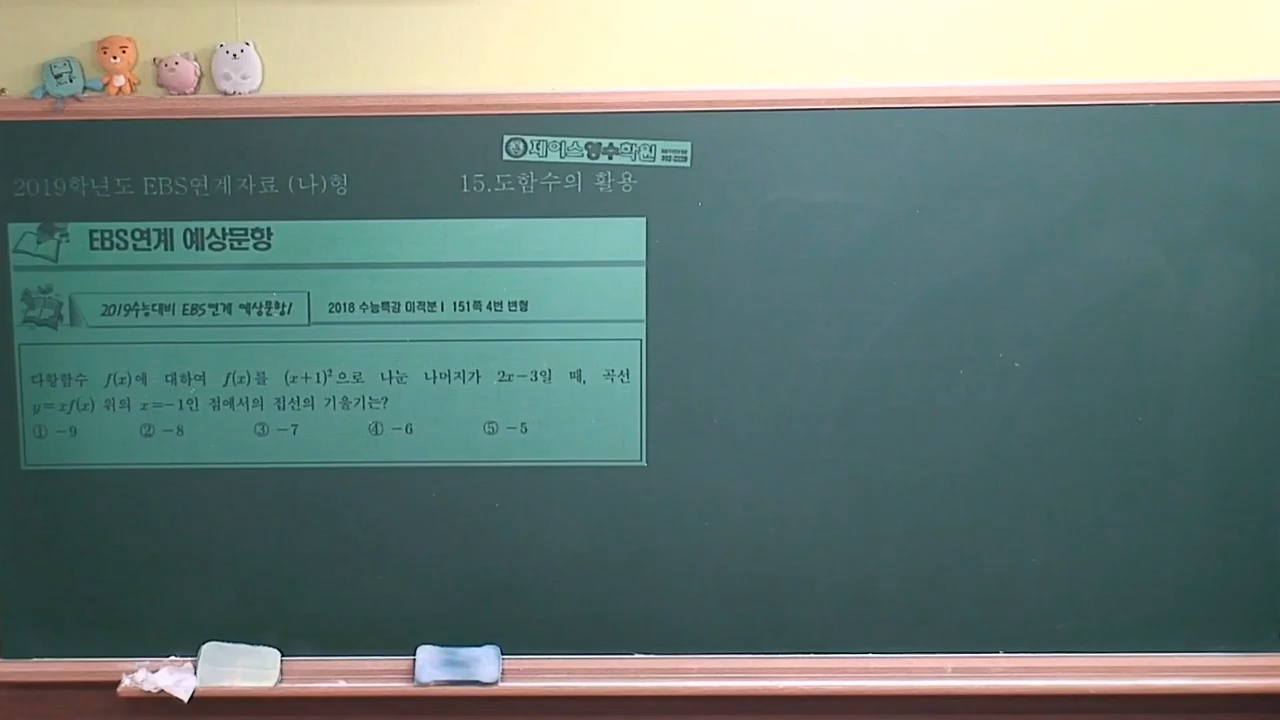 제이스영수학원
2019학년도 EBS연계자료 (나)형 15.도함수의 활용
EBS연계 예상문항
2019수능대비 EBS연계 예상문항1 2018 수능특강 미적분Ⅰ 151쪽 4번 변형
다항함수 f(x)에 대하여 f(x)를 (x+1)²으로 나눈 나머지가 2x-3일 때, 곡선
y=xf(x) 위의 x=-1인 점에서의 접선의 기울기는?
① -9 ② -8 ③ -7 ④ -6 ⑤ -5